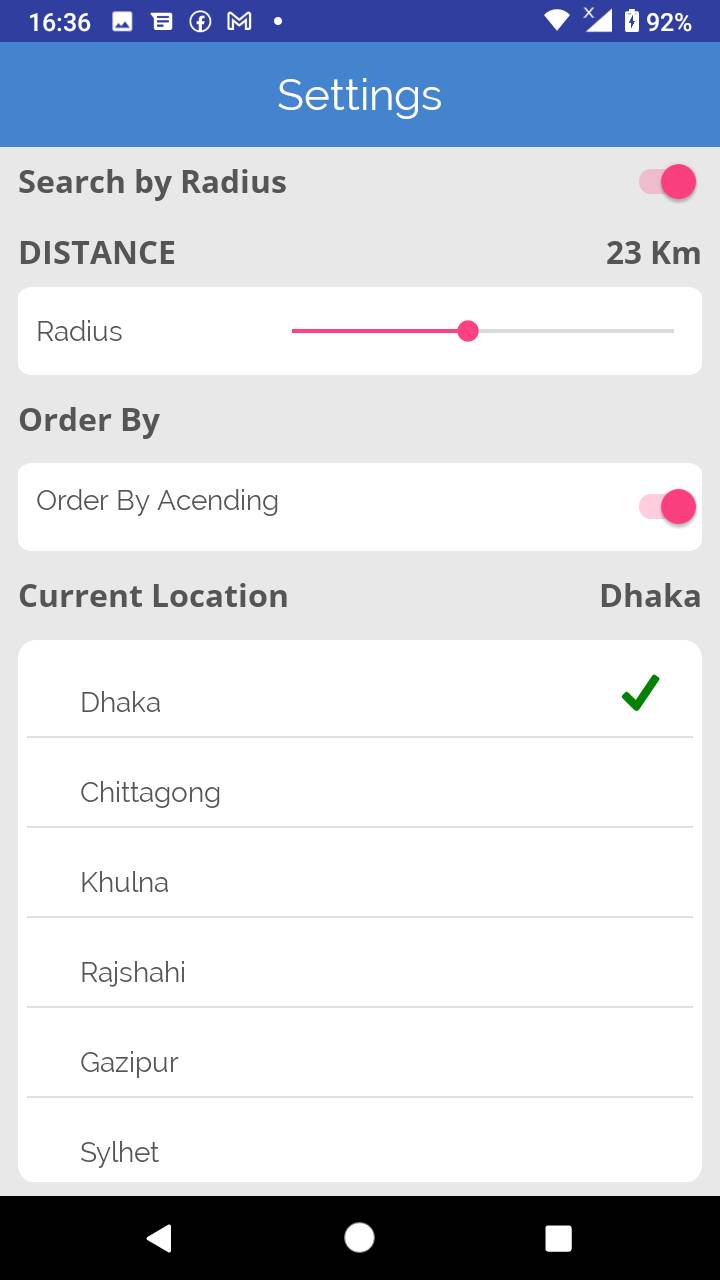 16:36 92%
Settings
Search by Radius
DISTANCE 23 Km
Radius
Order By
Order By Acending
Current Location Dhaka
Dhaka
Chittagong
Khulna
Rajshahi
Gazipur
Sylhet